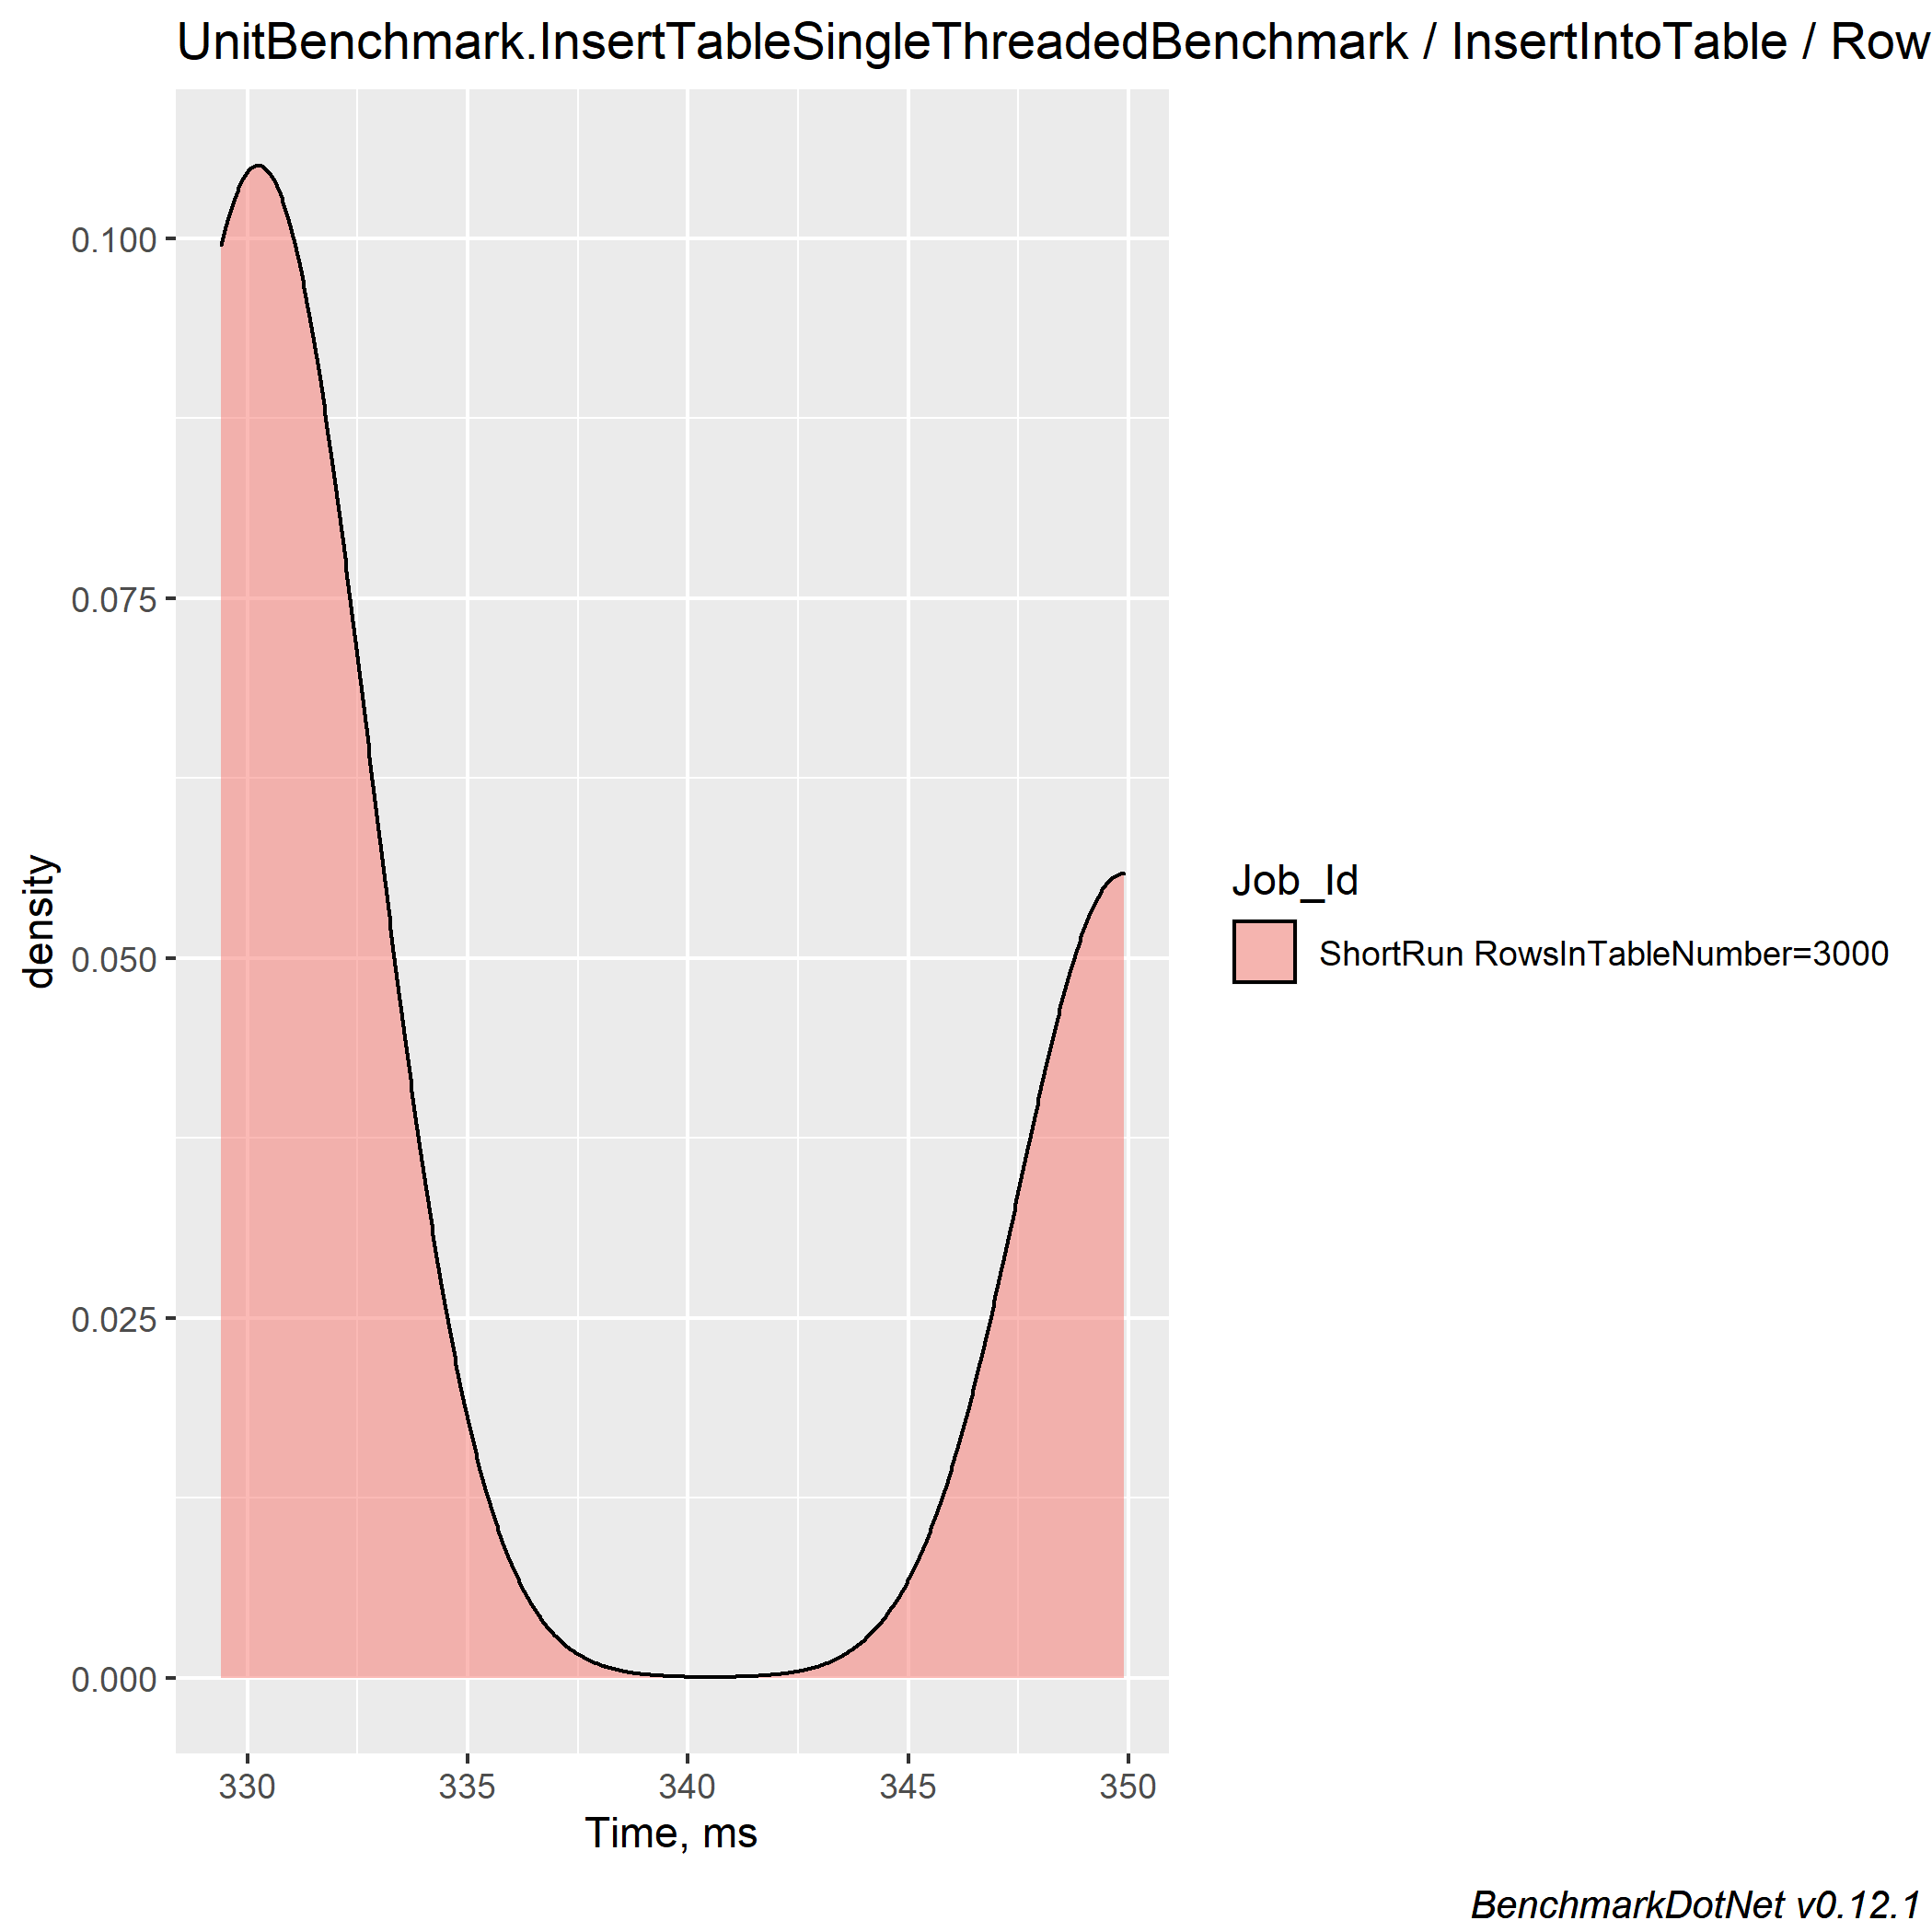 UnitBenchmark.InsertTableSingleThreadedBenchmark / InsertIntoTable / Row
0.100
0.075
0.050
0.025
0.000
density
330 335 340 345 350
Time, ms
Job_Id
ShortRun RowsInTableNumber=3000
BenchmarkDotNet v0.12.1